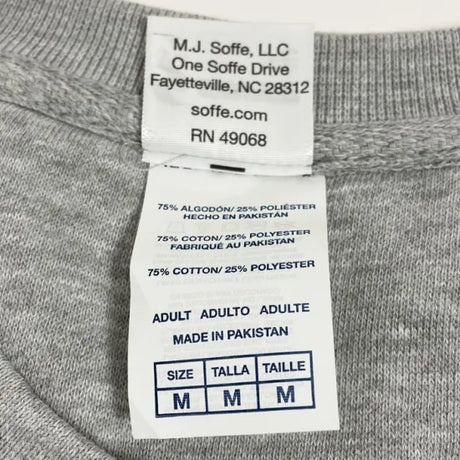 M.J. Soffe, LLC
One Soffe Drive
Fayetteville, NC 28312
soffe.com
RN 49068
75% ALGODÓN/ 25% POLIÉSTER
HECHO EN PAKISTÁN
75% COTON/ 25% POLYESTER
FABRIQUÉ AU PAKISTAN
75% COTTON/ 25% POLYESTER
ADULT ADULTO ADULTE
MADE IN PAKISTAN
SIZE TALLA TAILLE
M M M